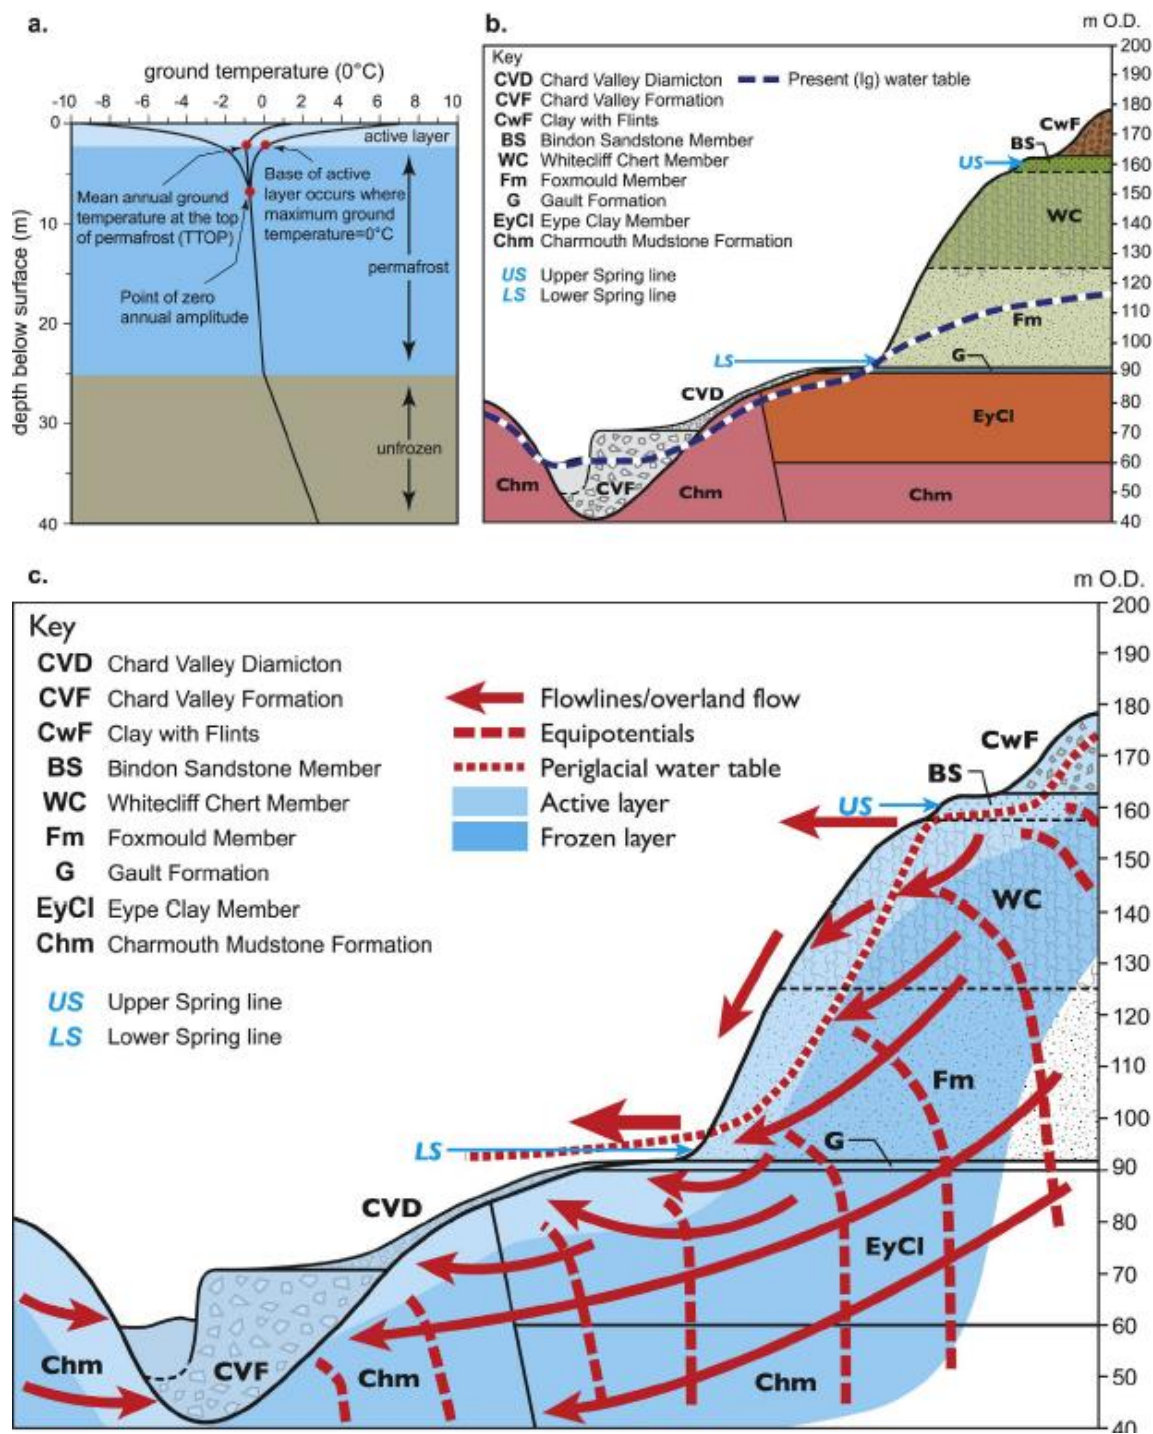 a.
ground temperature (0°C)
-10 -8 -6 -4 -2 0 2 4 6 8 10
0
10
20
30
40
depth below surface (m)
active layer
Mean annual ground
temperature at the top
of permafrost (TTOP)
Base of active
layer occurs where
maximum ground
temperature=0°C
permafrost
Point of zero
annual amplitude
unfrozen
b.
m O.D.
Key
CVD Chard Valley Diamicton
Present (Ig) water table
CVF Chard Valley Formation
CwF Clay with Flints
BS Bindon Sandstone Member
WC Whitecliff Chert Member
Fm Foxmould Member
G Gault Formation
EyCl Eype Clay Member
Chm Charmouth Mudstone Formation
US Upper Spring line
LS Lower Spring line
200
190
180
170
160
150
140
130
120
110
100
90
80
70
60
50
40
CwF
BS
US
WC
Fm
G
LS
CVD
EyCl
Chm
CVF
Chm
Chm
c.
m O.D.
Key
CVD Chard Valley Diamicton
CVF Chard Valley Formation
CwF Clay with Flints
BS Bindon Sandstone Member
WC Whitecliff Chert Member
Fm Foxmould Member
G Gault Formation
EyCl Eype Clay Member
Chm Charmouth Mudstone Formation
US Upper Spring line
LS Lower Spring line
Flowlines/overland flow
Equipotentials
Periglacial water table
Active layer
Frozen layer
200
190
180
170
160
150
140
130
120
110
100
90
80
70
60
50
40
CwF
BS
US
WC
Fm
G
LS
CVD
EyCl
Chm
CVF
Chm
Chm